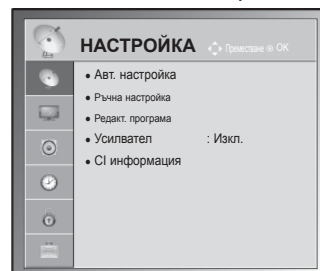 НАСТРОЙКА Преместване OK
• Авт. настройка
• Ръчна настройка
• Редакт. програма
• Усилвател : Изкл.
• CI информация